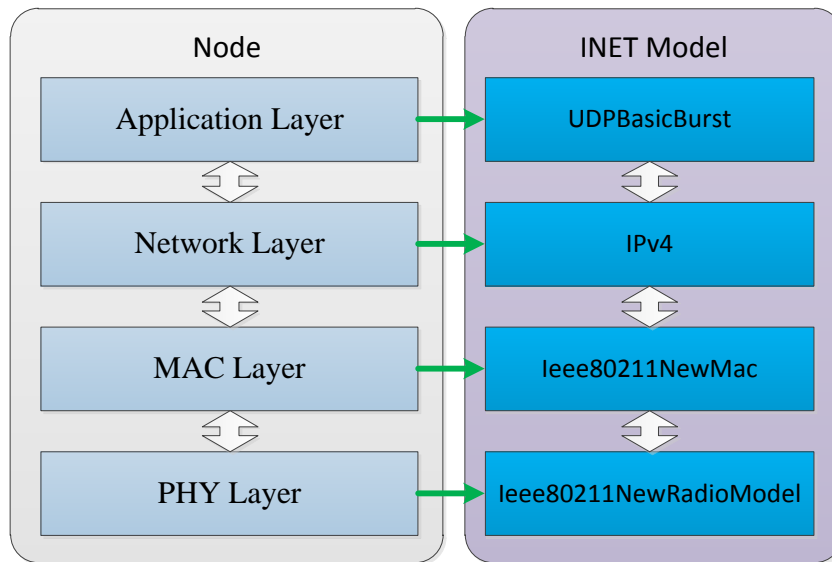 Node
INET Model
Application Layer
UDPBasicBurst
Network Layer
IPv4
MAC Layer
Ieee80211NewMac
PHY Layer
Ieee80211NewRadioModel